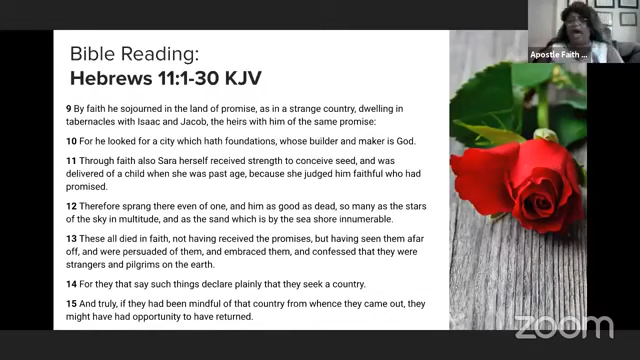 Bible Reading:
Hebrews 11:1-30 KJV
Apostle Faith ...
9 By faith he sojourned in the land of promise, as in a strange country, dwelling in
tabernacles with Isaac and Jacob, the heirs with him of the same promise:
10 For he looked for a city which hath foundations, whose builder and maker is God.
11 Through faith also Sara herself received strength to conceive seed, and was
delivered of a child when she was past age, because she judged him faithful who had
promised.
12 Therefore sprang there even of one, and him as good as dead, so many as the stars
of the sky in multitude, and as the sand which is by the sea shore innumerable.
13 These all died in faith, not having received the promises, but having seen them afar
off, and were persuaded of them, and embraced them, and confessed that they were
strangers and pilgrims on the earth.
14 For they that say such things declare plainly that they seek a country.
15 And truly, if they had been mindful of that country from whence they came out, they
might have had opportunity to have returned.
zoom